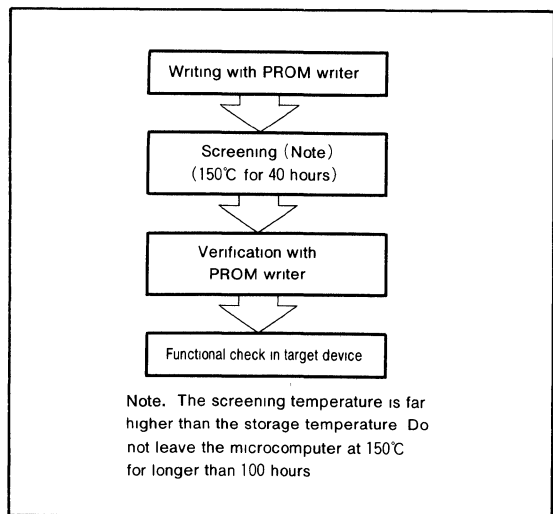 Writing with PROM writer
Screening (Note)
(150℃ for 40 hours)
Verification with
PROM writer
Functional check in target device
Note. The screening temperature is far
higher than the storage temperature Do
not leave the microcomputer at 150℃
for longer than 100 hours